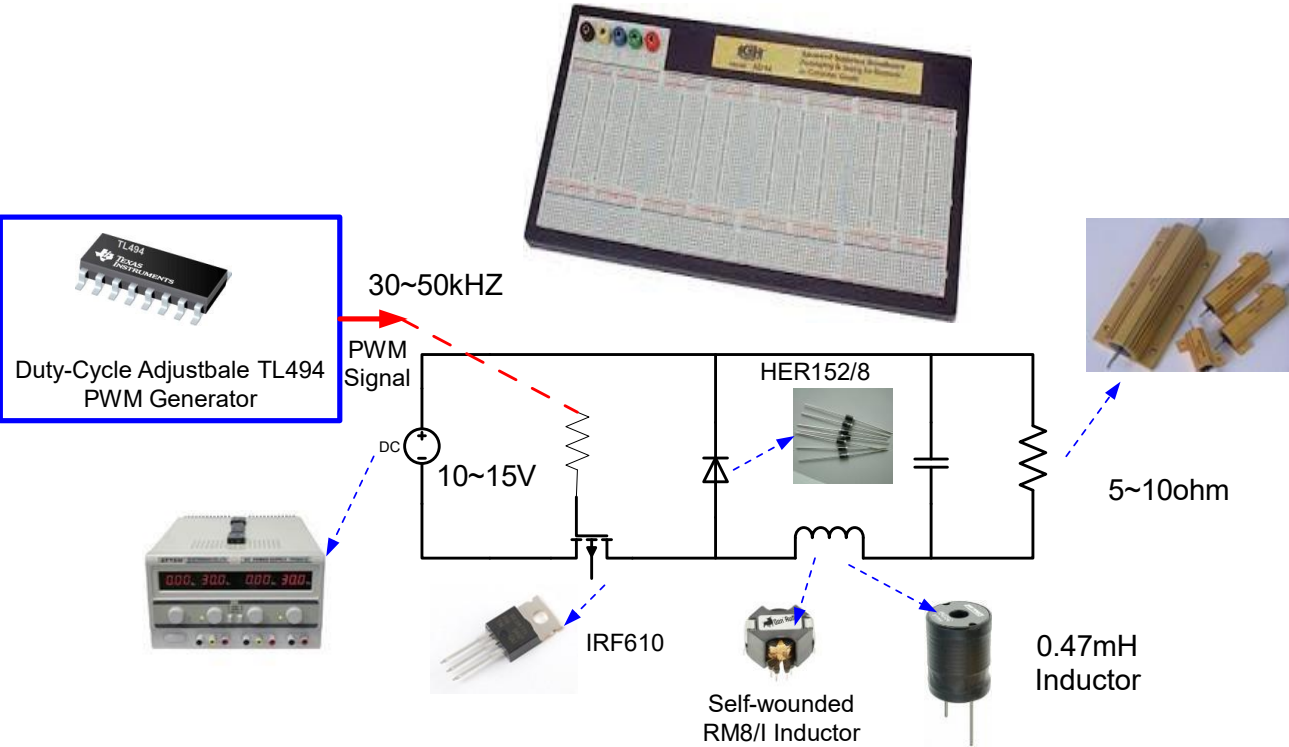 TL494
TEXAS
INSTRUMENTS
Duty-Cycle Adjustbale TL494
PWM Generator
30~50kHZ
PWM
Signal
DC
10~15V
HER152/8
5~10ohm
IRF610
Self-wounded
RM8/I Inductor
0.47mH
Inductor